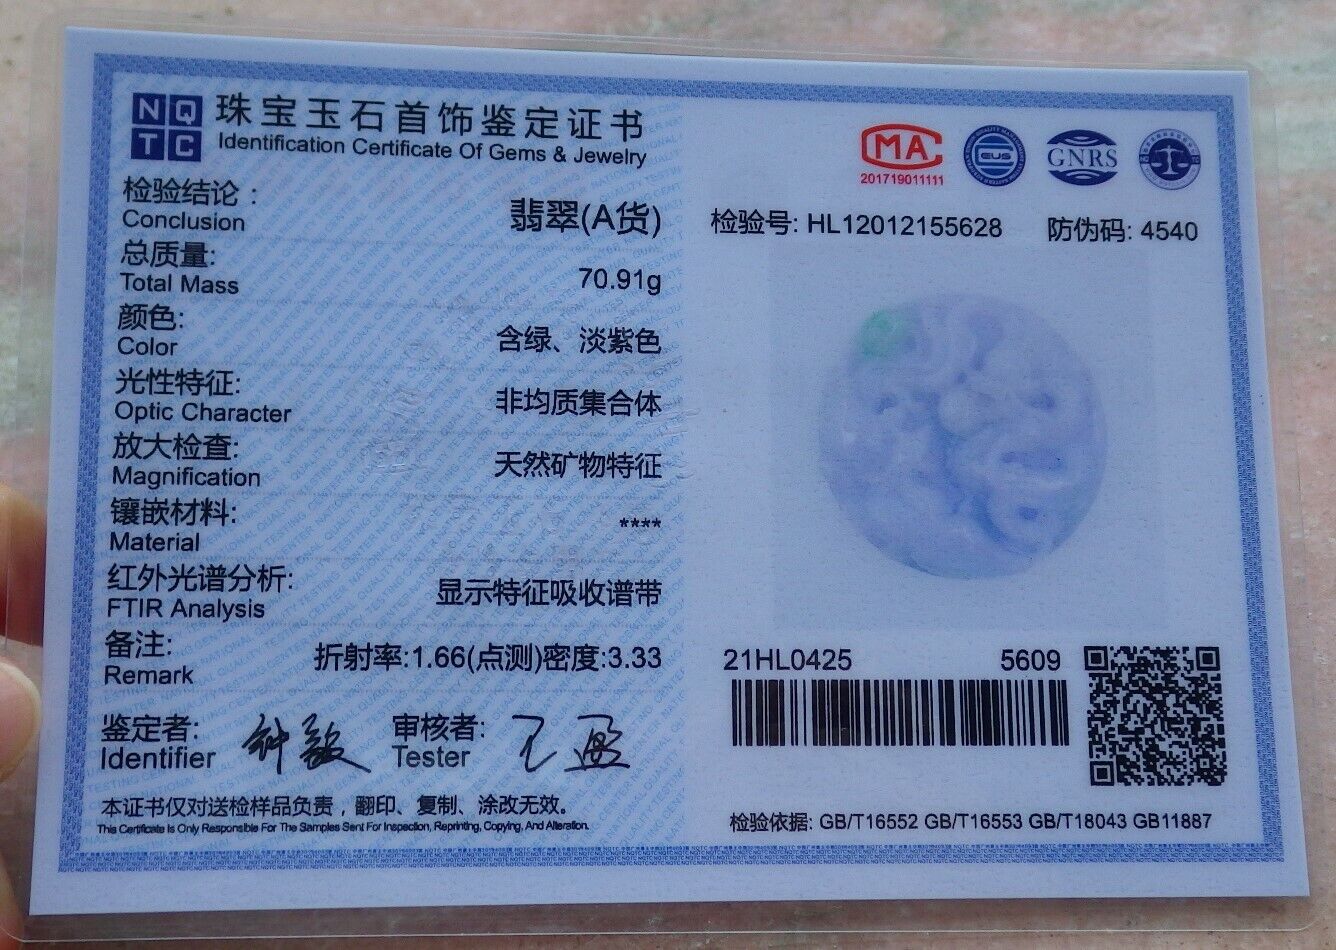 NQ
TC
珠宝玉石首饰鉴定证书
Identification Certificate Of Gems & Jewelry
检验结论：
Conclusion
翡翠(A货)
总质量:
Total Mass
70.91g
颜色:
Color
含绿、淡紫色
光性特征:
Optic Character
非均质集合体
放大检查:
Magnification
天然矿物特征
镶嵌材料:
Material
****
红外光谱分析:
FTIR Analysis
显示特征吸收谱带
备注:
Remark
折射率:1.66(点测)密度:3.33
鉴定者:
Identifier
审核者:
Tester
本证书仅对送检样品负责，翻印、复制、涂改无效。
This Certificate Is Only Responsible For The Samples Sent For Inspection, Reprinting, Copying, And Alteration.
MA
201719011111
GNRS
检验号: HL12012155628 防伪码: 4540
21HL0425 5609
检验依据: GB/T16552 GB/T16553 GB/T18043 GB11887